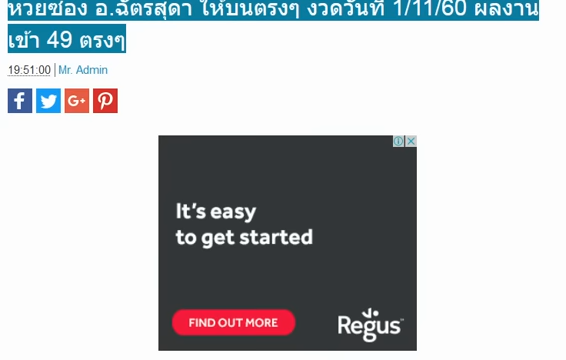 หวยซอง อ.ฉัตรสุดา ให้บนตรงๆ งวดวันที่ 1/11/60 ผลงาน
เข้า 49 ตรงๆ
19:51:00 Mr. Admin
It's easy
to get started
FIND OUT MORE
Regus